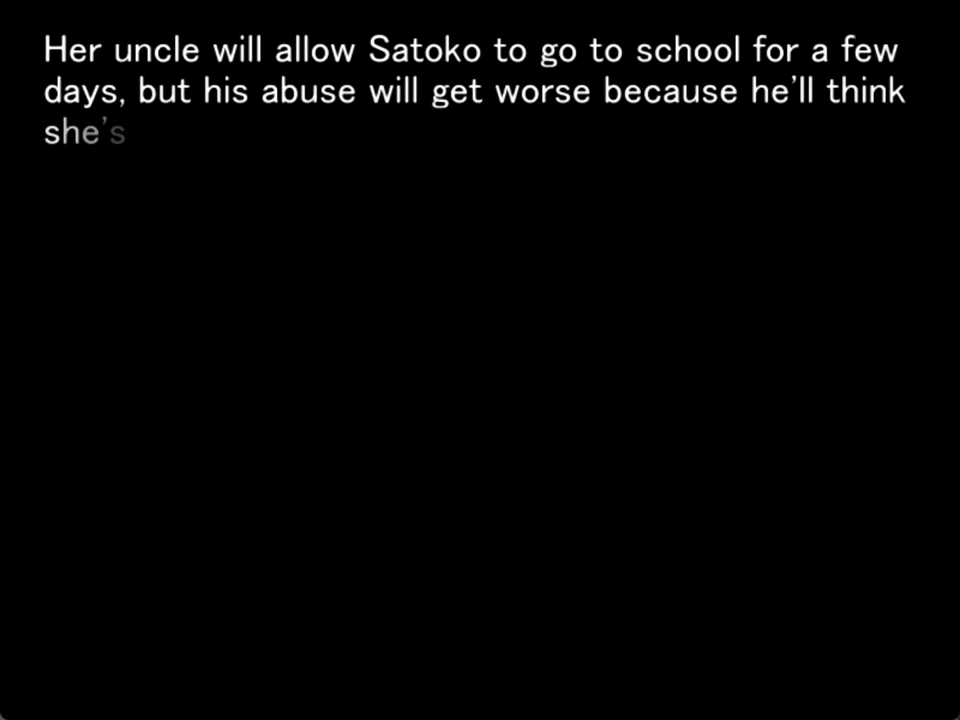 Her uncle will allow Satoko to go to school for a few
days, but his abuse will get worse because he’ll think
she’s